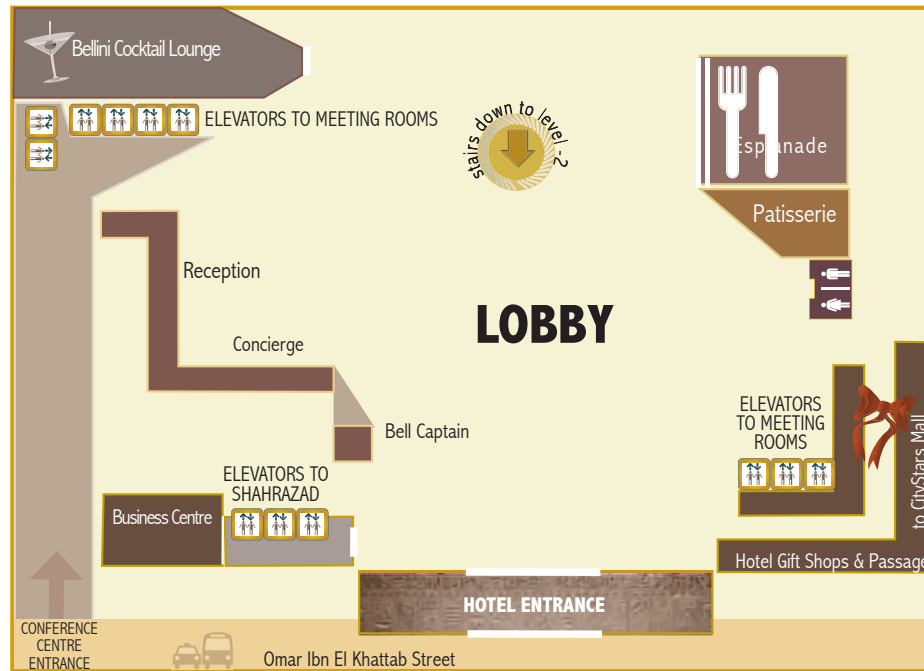 Bellini Cocktail Lounge
ELEVATORS TO MEETING ROOMS
stairs down to level -2
Esplanade
Patisserie
Reception
LOBBY
Concierge
Bell Captain
ELEVATORS
TO MEETING
ROOMS
to CityStars Mall
ELEVATORS TO
SHAHRAZAD
Business Centre
Hotel Gift Shops & Passage
HOTEL ENTRANCE
CONFERENCE
CENTRE
ENTRANCE
Omar Ibn El Khattab Street